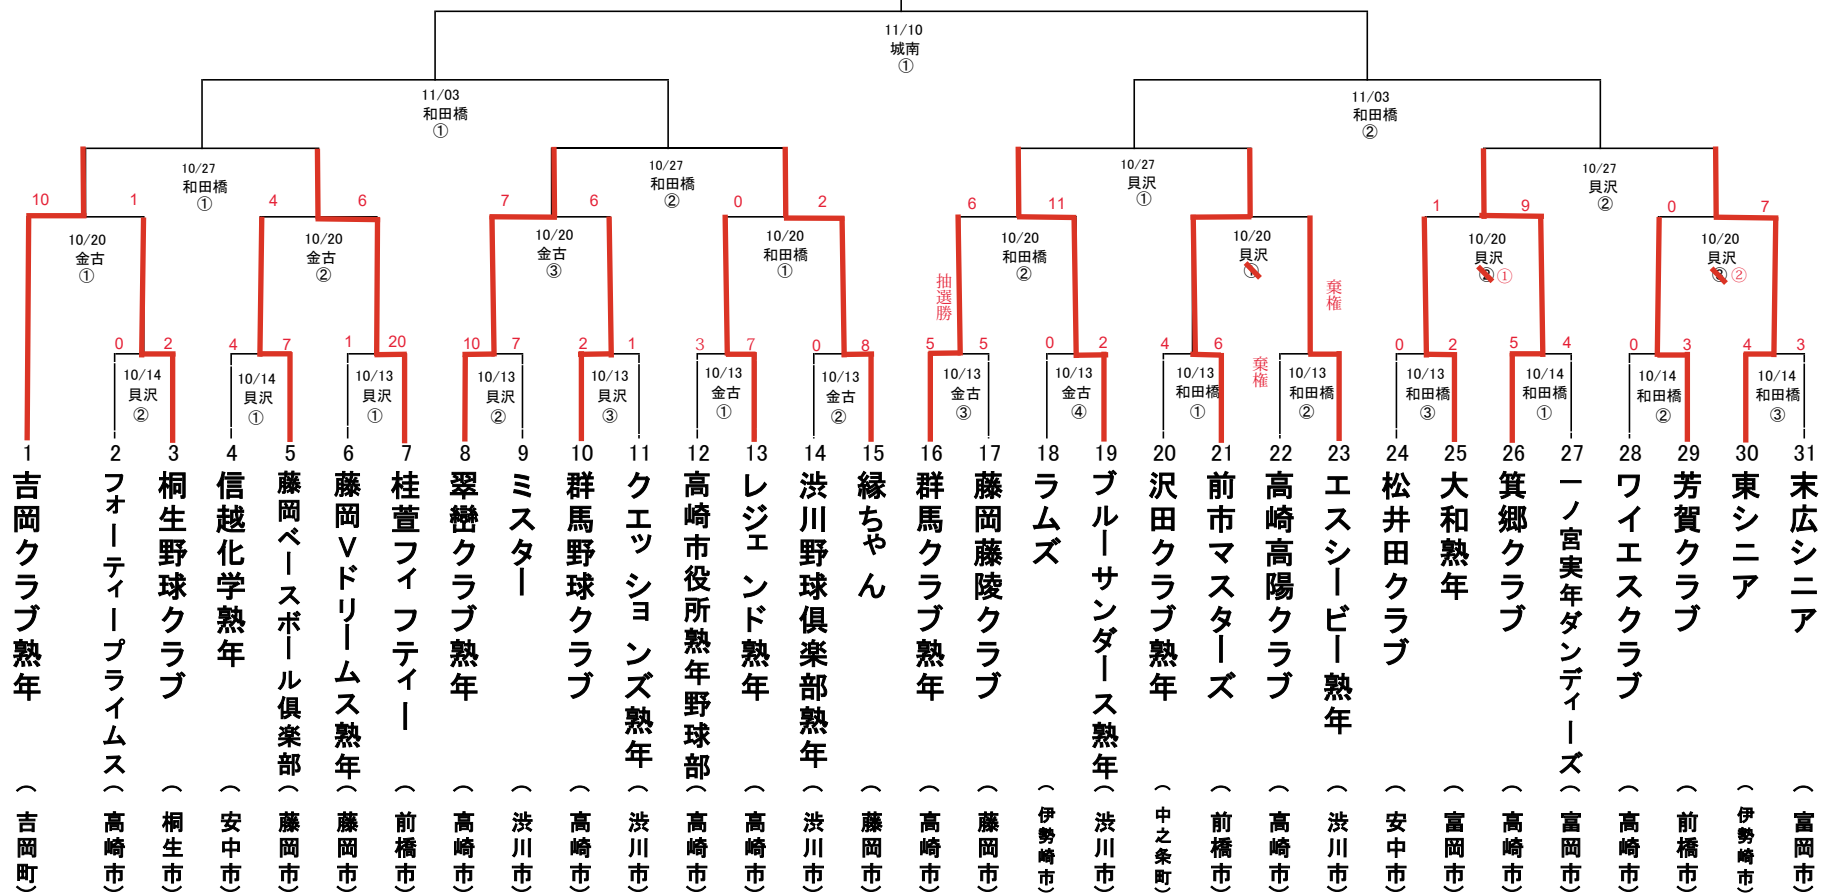 11/10
城南
①
11/03
和田橋
①
11/03
和田橋
②
10/27
和田橋
①
10/27
和田橋
②
10/27
貝沢
①
10/27
貝沢
②
10 1 4 6 7 6 0 2 6 11 1 9 0 7
10/20
金古
①
10/20
金古
②
10/20
金古
③
10/20
和田橋
①
10/20
和田橋
②
10/20
貝沢
①
10/20
貝沢
② ①
10/20
貝沢
③ ②
抽選勝
棄権
棄権
0 2 4 7 1 20 10 7 2 1 3 7 0 8 5 5 0 2 4 6 0 2 5 4 0 3 4 3
10/14
貝沢
②
10/14
貝沢
①
10/13
貝沢
①
10/13
貝沢
②
10/13
貝沢
③
10/13
金古
①
10/13
金古
②
10/13
金古
③
10/13
金古
④
10/13
和田橋
①
10/13
和田橋
②
10/13
和田橋
③
10/14
和田橋
①
10/14
和田橋
②
10/14
和田橋
③
1 吉岡クラブ熟年（吉岡町）
2 フォーティープライムス（高崎市）
3 桐生野球クラブ（桐生市）
4 信越化学熟年（安中市）
5 藤岡ベースボール倶楽部（藤岡市）
6 藤岡Vドリームス熟年（藤岡市）
7 桂萱フィフティー（前橋市）
8 翠巒クラブ熟年（高崎市）
9 ミスター（渋川市）
10 群馬野球クラブ（高崎市）
11 クエッションズ熟年（渋川市）
12 高崎市役所熟年野球部（高崎市）
13 レジェンド熟年（高崎市）
14 渋川野球倶楽部熟年（渋川市）
15 縁ちゃん（藤岡市）
16 群馬クラブ熟年（高崎市）
17 藤岡藤陵クラブ（藤岡市）
18 ラムズ（伊勢崎市）
19 ブルーサンダース熟年（渋川市）
20 沢田クラブ熟年（中之条町）
21 前市マスターズ（前橋市）
22 高崎高陽クラブ（高崎市）
23 エスシービー熟年（渋川市）
24 松井田クラブ（安中市）
25 大和熟年（富岡市）
26 箕郷クラブ（高崎市）
27 一ノ宮実年ダンディーズ（富岡市）
28 ワイエスクラブ（高崎市）
29 芳賀クラブ（前橋市）
30 東シニア（伊勢崎市）
31 末広シニア（富岡市）